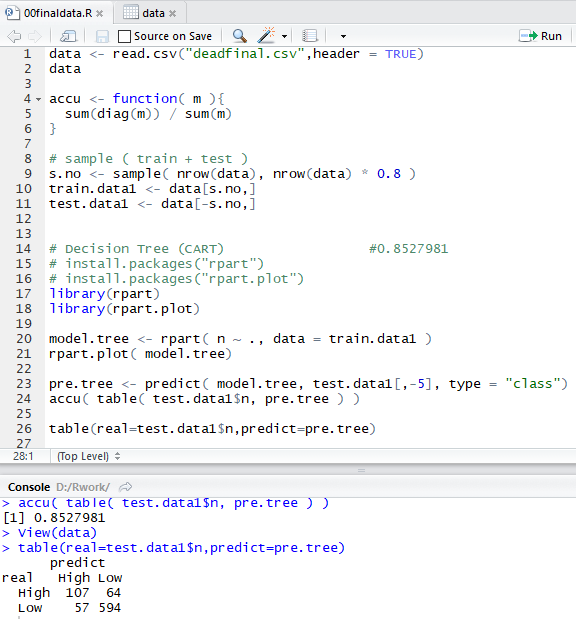 00finaldata.R
data
Source on Save
Run
1 data <- read.csv("deadfinal.csv",header = TRUE)
2 data
3
4 accu <- function( m ){
5   sum(diag(m)) / sum(m)
6 }
7
8 # sample ( train + test )
9 s.no <- sample( nrow(data), nrow(data) * 0.8 )
10 train.data1 <- data[s.no,]
11 test.data1 <- data[-s.no,]
12
13
14 # Decision Tree (CART) #0.8527981
15 # install.packages("rpart")
16 # install.packages("rpart.plot")
17 library(rpart)
18 library(rpart.plot)
19
20 model.tree <- rpart( n ~ ., data = train.data1 )
21 rpart.plot( model.tree)
22
23 pre.tree <- predict( model.tree, test.data1[,-5], type = "class")
24 accu( table( test.data1$n, pre.tree ) )
25
26 table(real=test.data1$n,predict=pre.tree)
27
28:1 (Top Level)
Console D:/Rwork/
> accu( table( test.data1$n, pre.tree ) )
[1] 0.8527981
> View(data)
> table(real=test.data1$n,predict=pre.tree)
      predict
real   High Low
  High  107  64
  Low    57 594